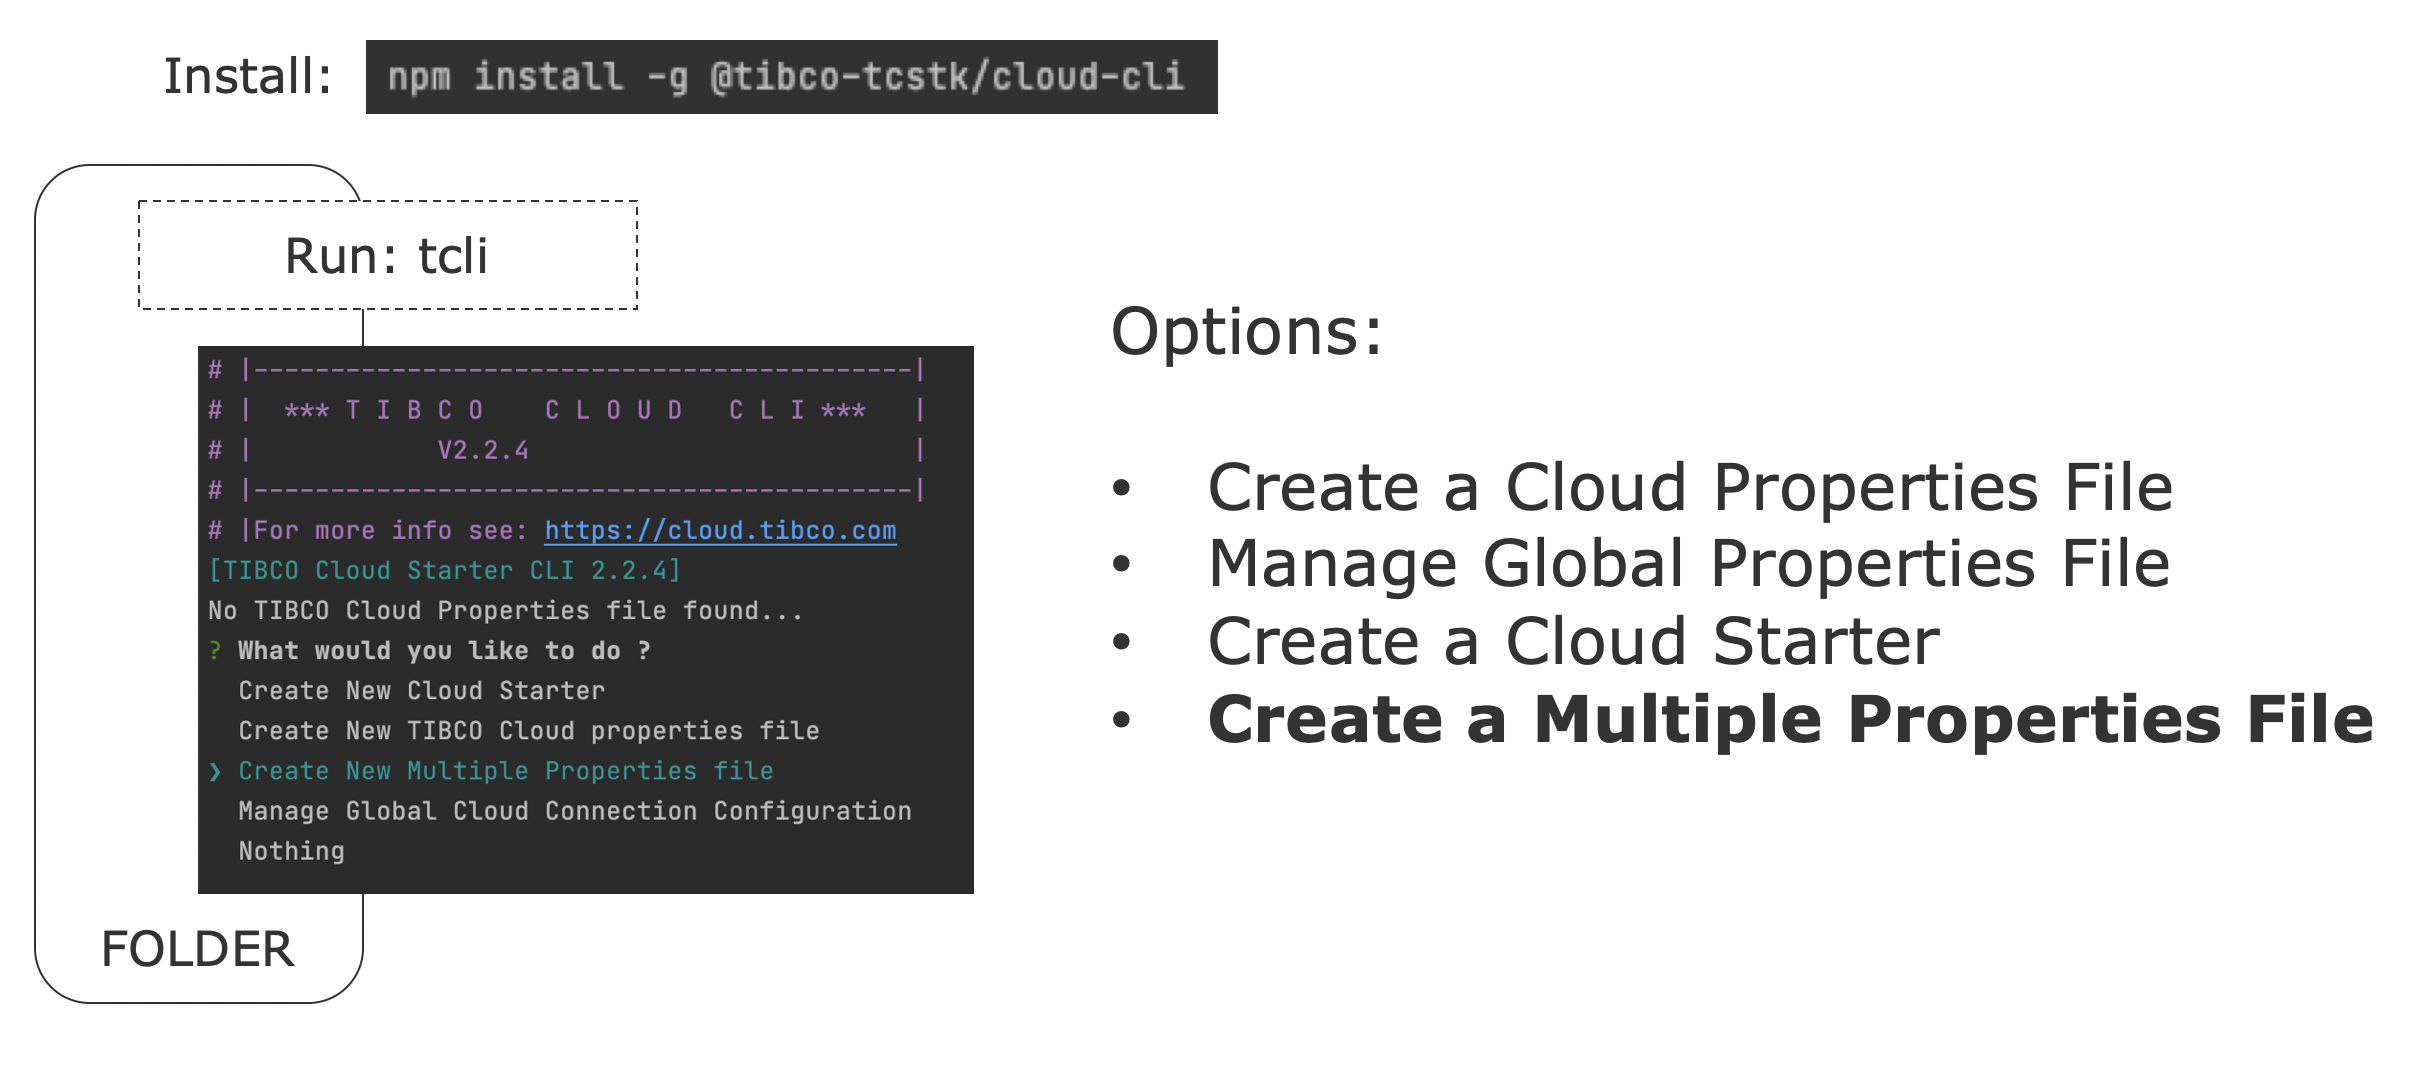 Install: npm install -g @tibco-tcstk/cloud-cli
Run: tcli
# |-------------------------------------------|
# |  *** T I B C O    C L O U D   C L I ***   |
# |            V2.2.4                         |
# |-------------------------------------------|
# |For more info see: https://cloud.tibco.com
[TIBCO Cloud Starter CLI 2.2.4]
No TIBCO Cloud Properties file found...
? What would you like to do ?
Create New Cloud Starter
Create New TIBCO Cloud properties file
❯ Create New Multiple Properties file
Manage Global Cloud Connection Configuration
Nothing
FOLDER
Options:
• Create a Cloud Properties File
• Manage Global Properties File
• Create a Cloud Starter
• Create a Multiple Properties File